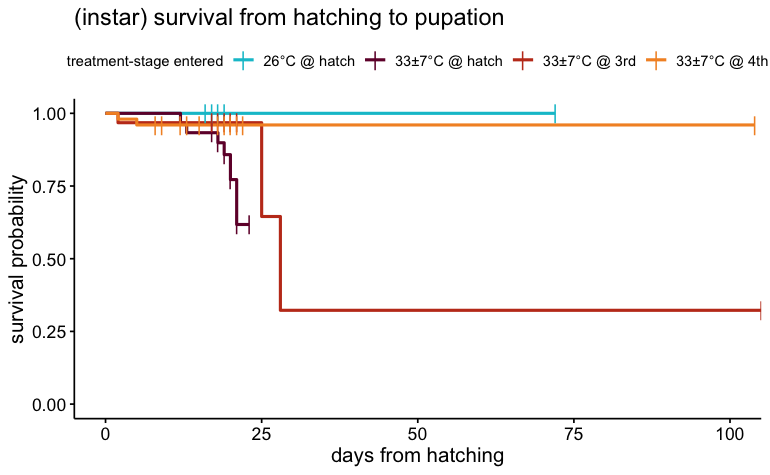 (instar) survival from hatching to pupation
treatment-stage entered 26°C @ hatch 33±7°C @ hatch 33±7°C @ 3rd 33±7°C @ 4th
survival probability
1.00
0.75
0.50
0.25
0.00
0 25 50 75 100
days from hatching